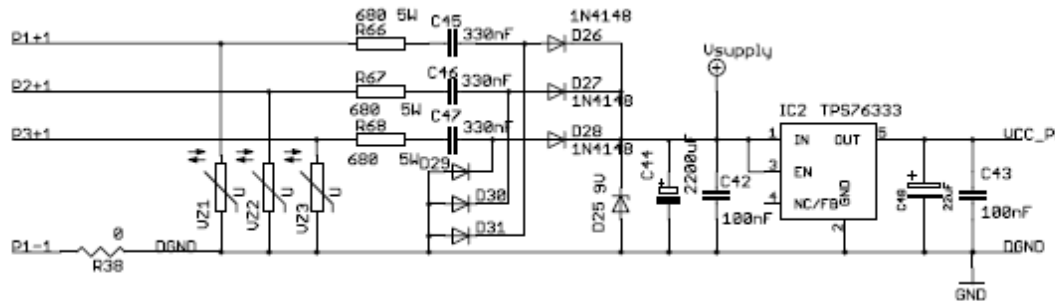 680 5W
C45
1N4148
P1+1
R66
330nF
D26
Vsupply
P2+1
R67
C46
330nF
D27
1N4148
680 5W
C47
IC2 TPS76333
P3+1
R68
330nF
D28
1N4148
1 IN OUT 5
VCC_P
680 5W
D29
C44
2200uF
C42
3 EN
C43
U
U
U
D30
D25 9V
4 NC/FB
GND
C48
22uF
VZ1
VZ2
VZ3
D31
100nF
100nF
2
P1-1
0
DGND
DGND
R38
GND